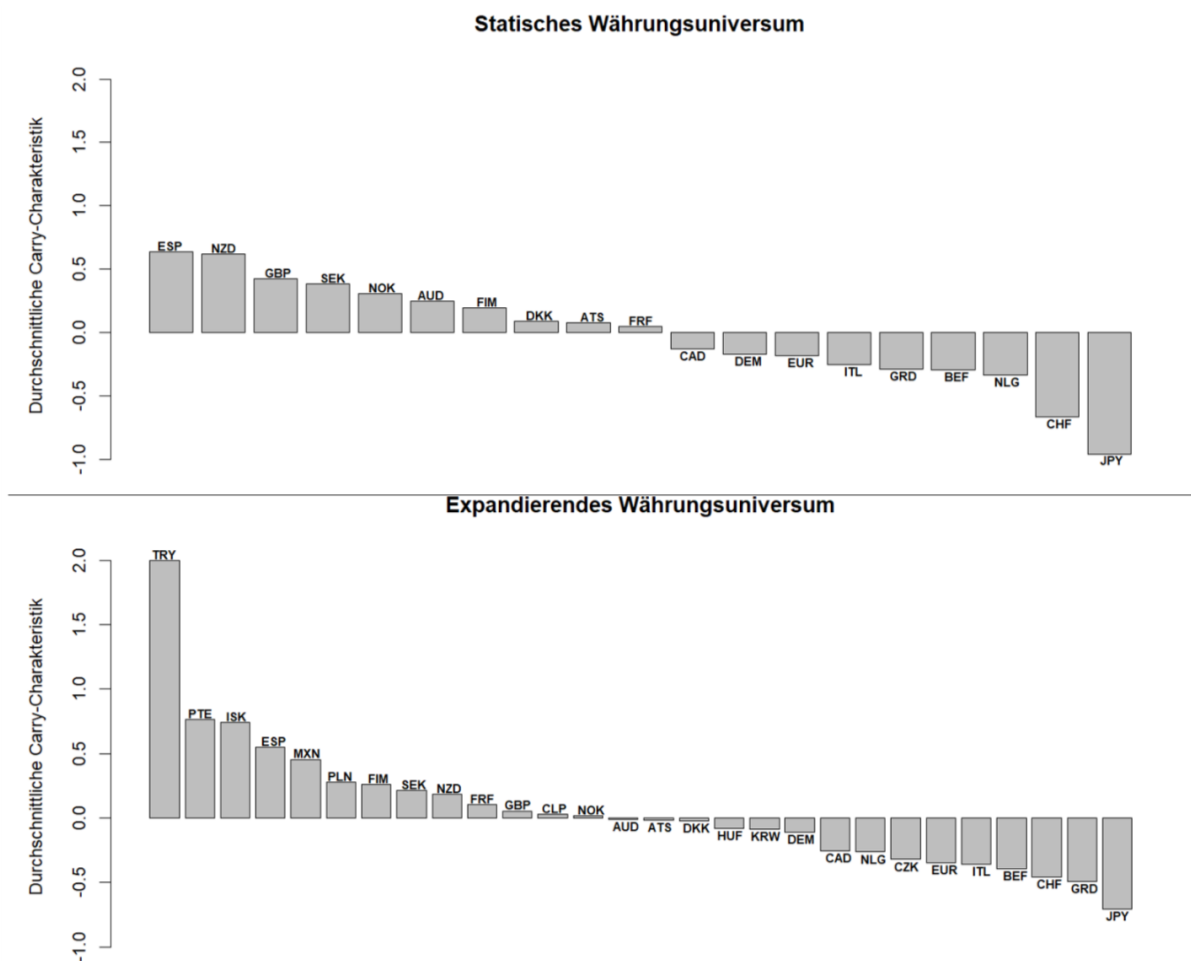 Statisches Währungsuniversum
Durchschnittliche Carry-Charakteristik
2.0
1.5
1.0
0.5
0.0
-0.5
-1.0
ESP NZD GBP SEK NOK AUD FIM DKK ATS FRF CAD DEM EUR ITL GRD BEF NLG CHF JPY
Expandierendes Währungsuniversum
Durchschnittliche Carry-Charakteristik
2.0
1.5
1.0
0.5
0.0
-0.5
-1.0
TRY PTE ISK ESP MXN PLN FIM SEK NZD FRF GBP CLP NOK AUD ATS DKK HUF KRW DEM CAD NLG CZK EUR ITL BEF CHF GRD JPY